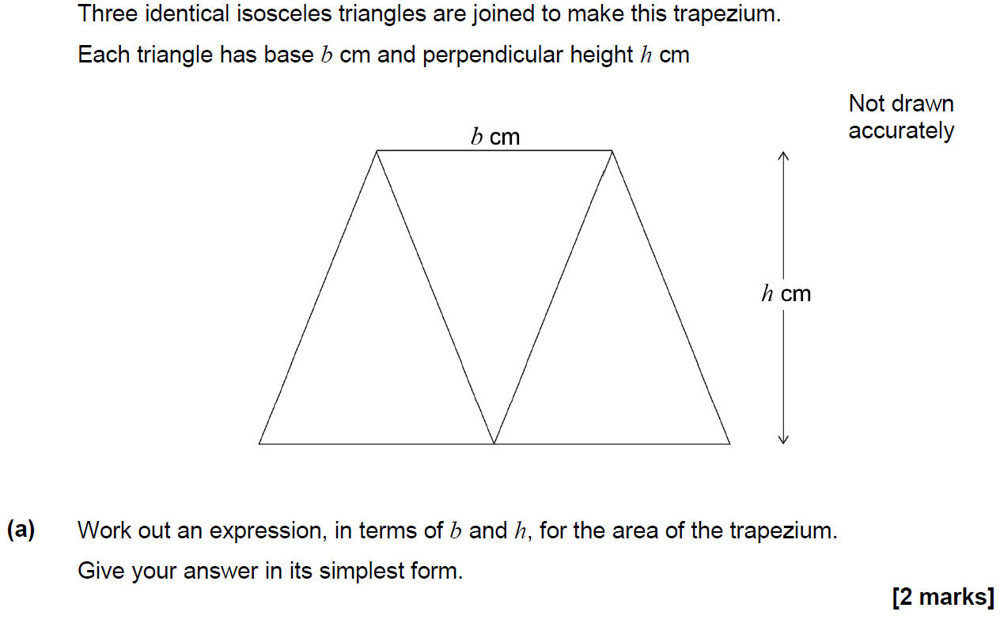 Three identical isosceles triangles are joined to make this trapezium.
Each triangle has base b cm and perpendicular height h cm
Not drawn
accurately
b cm
h cm
(a) Work out an expression, in terms of b and h, for the area of the trapezium.
Give your answer in its simplest form.
[2 marks]